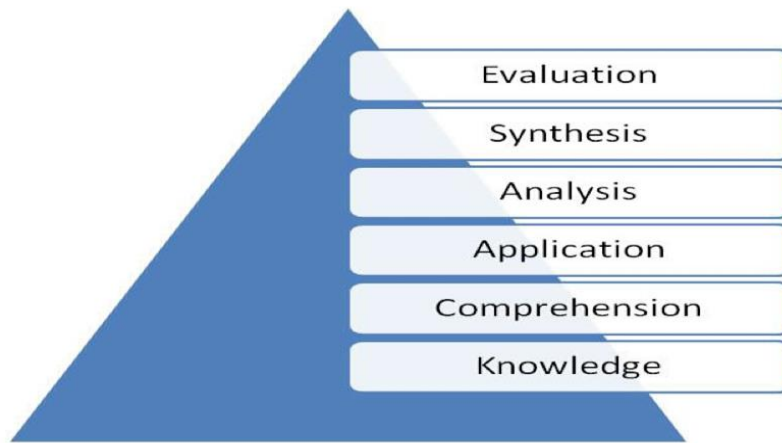 Evaluation
Synthesis
Analysis
Application
Comprehension
Knowledge